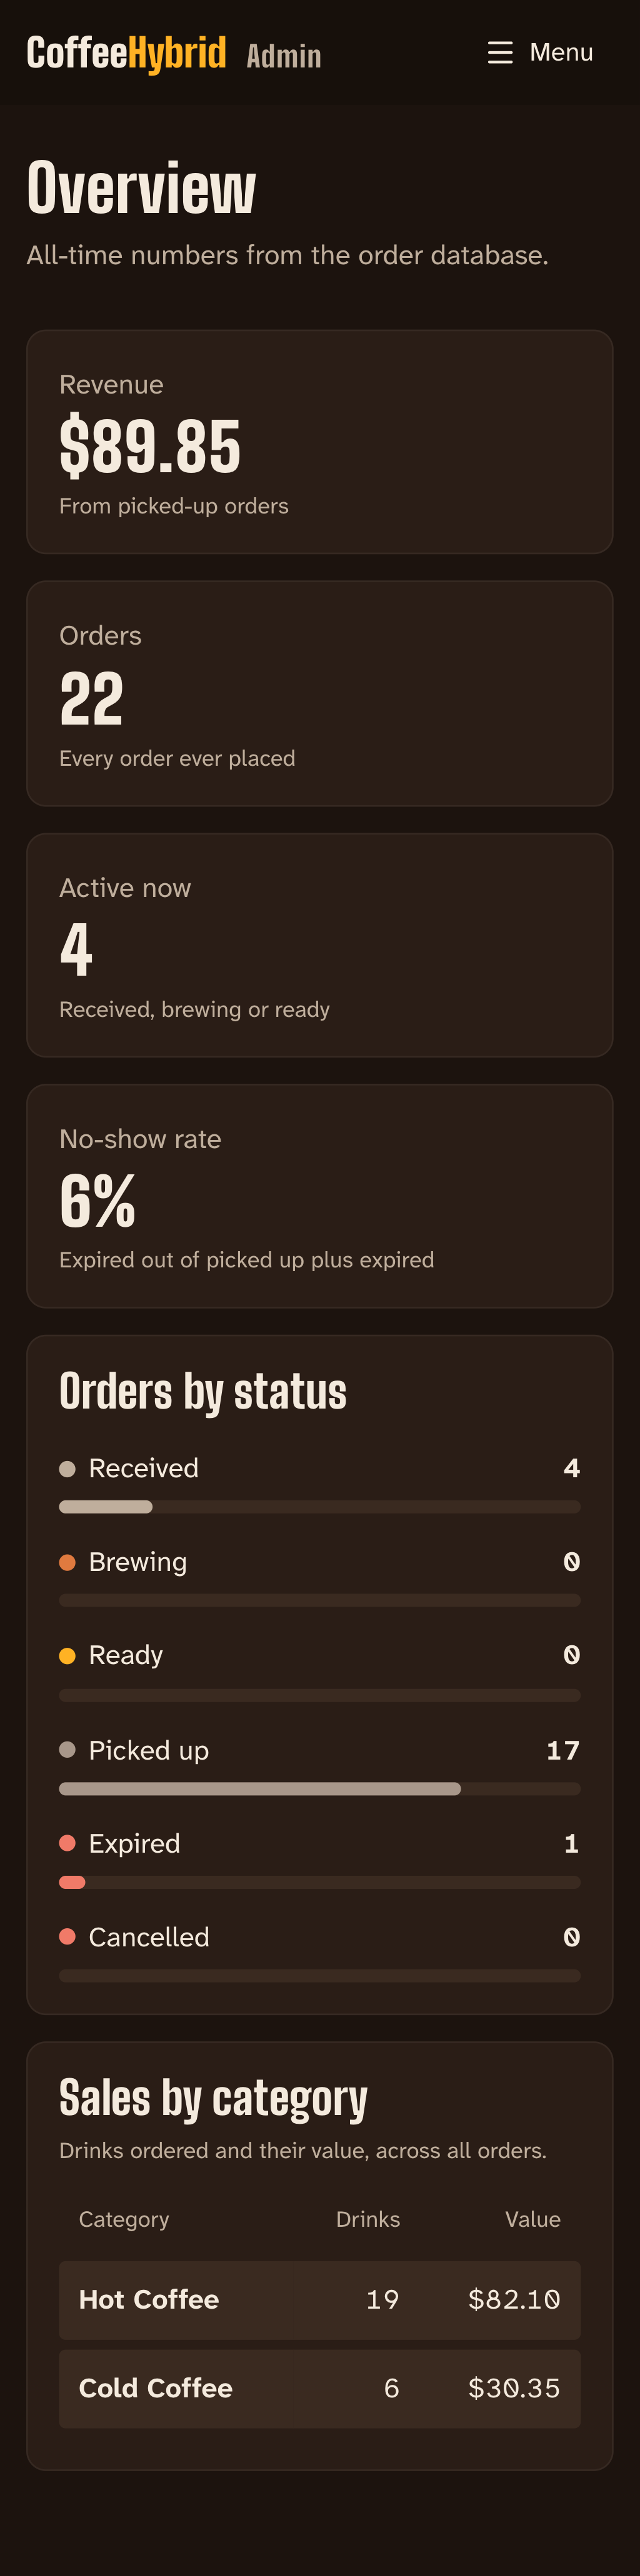 CoffeeHybrid Admin
Menu
Overview
All-time numbers from the order database.
Revenue
$89.85
From picked-up orders
Orders
22
Every order ever placed
Active now
4
Received, brewing or ready
No-show rate
6%
Expired out of picked up plus expired
Orders by status
Received 4
Brewing 0
Ready 0
Picked up 17
Expired 1
Cancelled 0
Sales by category
Drinks ordered and their value, across all orders.
Category Drinks Value
Hot Coffee 19 $82.10
Cold Coffee 6 $30.35